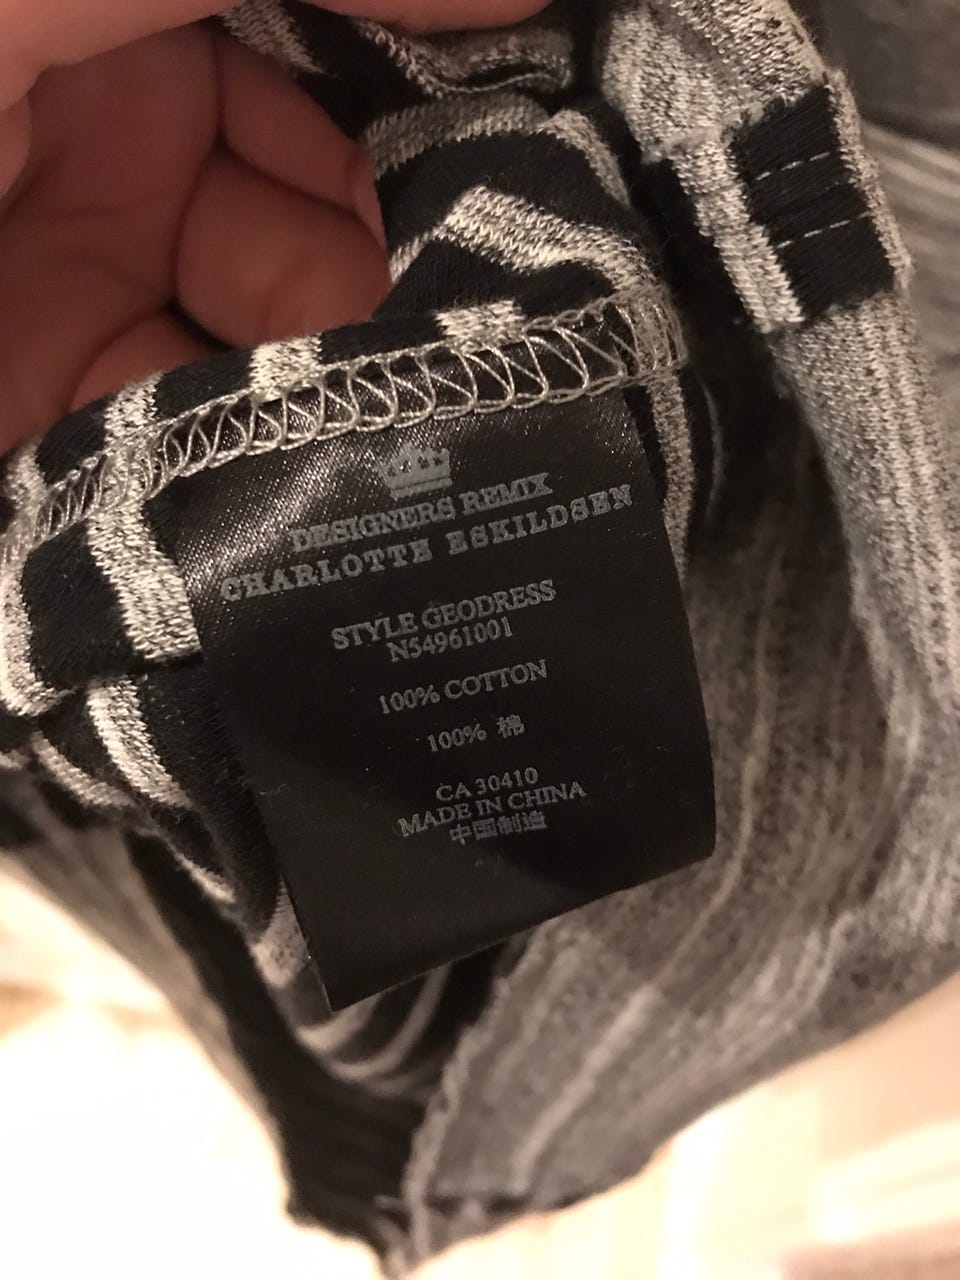 DESIGNERS REMIX
CHARLOTTE ESKILDSEN
STYLE GEODRESS
N54961001
100% COTTON
100% 棉
CA 30410
MADE IN CHINA
中国制造